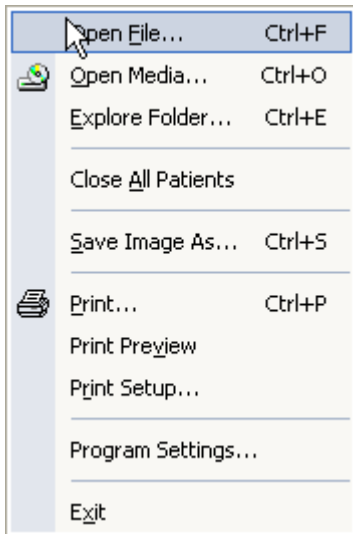 Open File... Ctrl+F
Open Media... Ctrl+O
Explore Folder... Ctrl+E
Close All Patients
Save Image As... Ctrl+S
Print... Ctrl+P
Print Preview
Print Setup...
Program Settings...
Exit